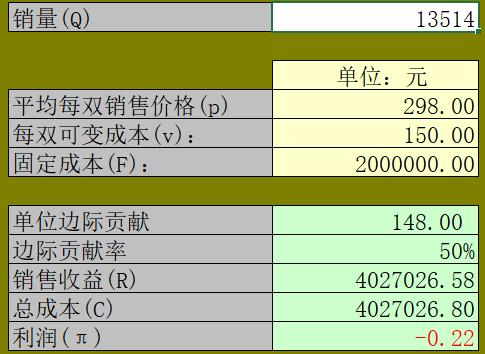 销量(Q) 13514
单位：元
平均每双销售价格(p) 298.00
每双可变成本(v)： 150.00
固定成本(F)： 2000000.00
单位边际贡献 148.00
边际贡献率 50%
销售收益(R) 4027026.58
总成本(C) 4027026.80
利润(π) -0.22